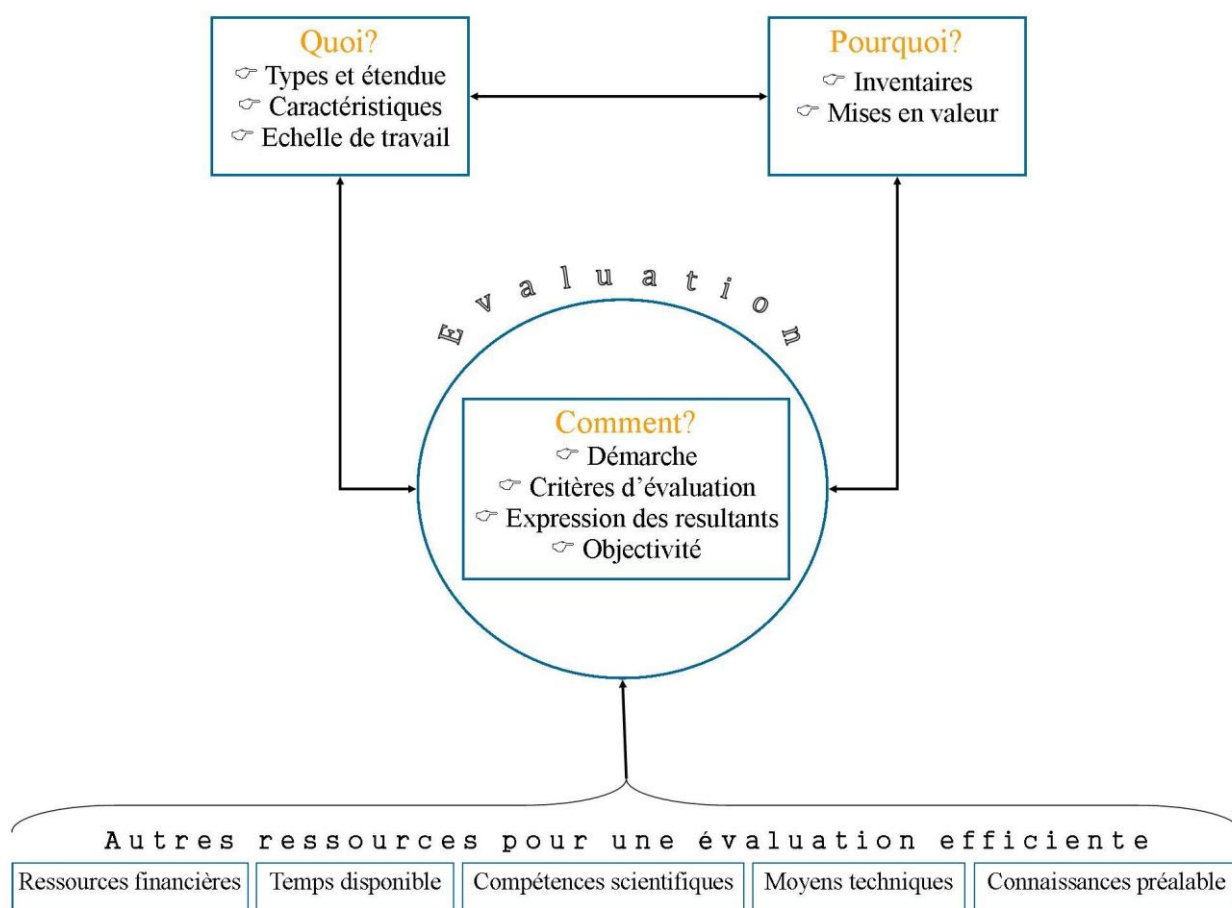 Quoi?
☞ Types et étendue
☞ Caractéristiques
☞ Echelle de travail
Pourquoi?
☞ Inventaires
☞ Mises en valeur
Evaluation
Comment?
☞ Démarche
☞ Critères d’évaluation
☞ Expression des resultants
☞ Objectivité
Autres ressources pour une évaluation efficiente
Ressources financières
Temps disponible
Compétences scientifiques
Moyens techniques
Connaissances préalable